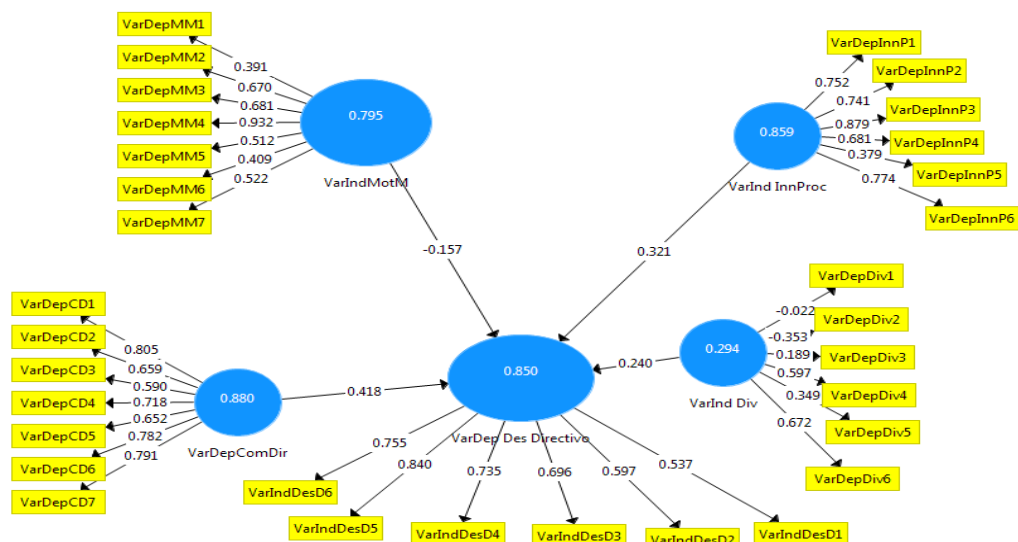 VarDepMM1
VarDepMM2
VarDepMM3
VarDepMM4
VarDepMM5
VarDepMM6
VarDepMM7
0.391
0.670
0.681
0.932
0.512
0.409
0.522
0.795
VarIndMotM
VarDepInnP1
VarDepInnP2
VarDepInnP3
VarDepInnP4
VarDepInnP5
VarDepInnP6
0.752
0.741
0.879
0.681
0.379
0.774
0.859
VarInd InnProc
-0.157
0.321
VarDepCD1
VarDepCD2
VarDepCD3
VarDepCD4
VarDepCD5
VarDepCD6
VarDepCD7
0.805
0.659
0.590
0.718
0.652
0.782
0.791
0.880
VarDepComDir
0.418
0.850
VarDep Des Directivo
0.240
0.294
VarInd Div
VarDepDiv1
VarDepDiv2
VarDepDiv3
VarDepDiv4
VarDepDiv5
VarDepDiv6
-0.022
-0.353
0.189
0.597
0.349
0.672
0.755
0.840
0.735
0.696
0.597
0.537
VarIndDesD6
VarIndDesD5
VarIndDesD4
VarIndDesD3
VarIndDesD2
VarIndDesD1